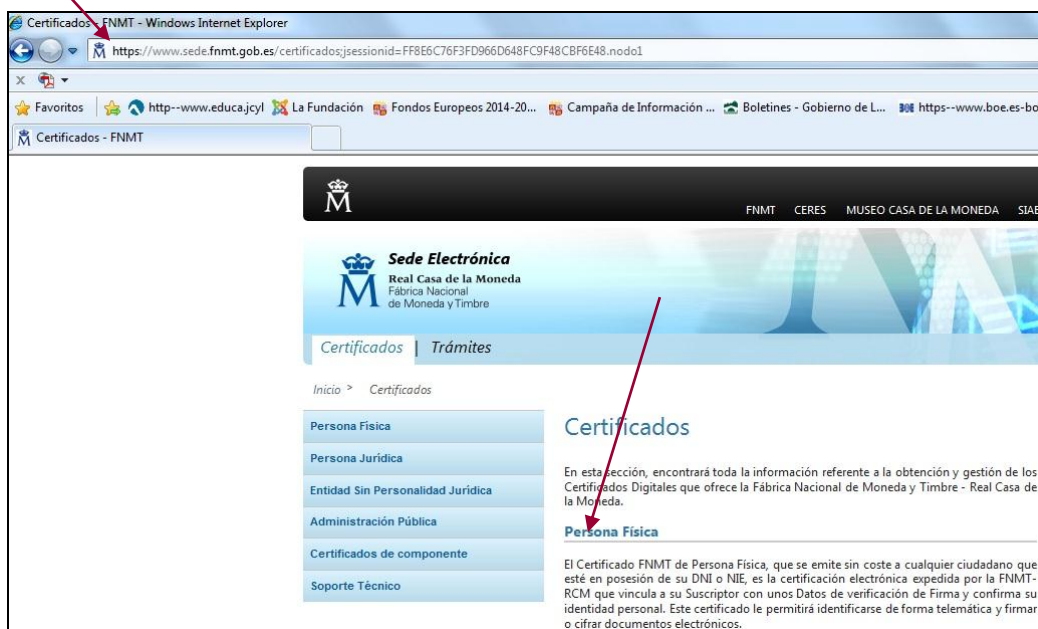 Certificados - FNMT - Windows Internet Explorer
https://www.sede.fnmt.gob.es/certificados;jsessionid=FF8E6C76F3FD966D648FC9F48CBF6E48.nodo1
x
Favoritos http--www.educa.jcyl La Fundación Fondos Europeos 2014-20... Campaña de Información ... Boletines - Gobierno de L... BOE https--www.boe.es-bo
Certificados - FNMT
M
FNMT CERES MUSEO CASA DE LA MONEDA SIAE
Sede Electrónica
Real Casa de la Moneda
Fábrica Nacional
de Moneda y Timbre
Certificados | Trámites
Inicio > Certificados
Persona Física
Persona Jurídica
Entidad Sin Personalidad Jurídica
Administración Pública
Certificados de componente
Soporte Técnico
Certificados
En esta sección, encontrará toda la información referente a la obtención y gestión de los
Certificados Digitales que ofrece la Fábrica Nacional de Moneda y Timbre - Real Casa de
la Moneda.
Persona Física
El Certificado FNMT de Persona Física, que se emite sin coste a cualquier ciudadano que
esté en posesión de su DNI o NIE, es la certificación electrónica expedida por la FNMT-
RCM que vincula a su Suscriptor con unos Datos de verificación de Firma y confirma su
identidad personal. Este certificado le permitirá identificarse de forma telemática y firmar
o cifrar documentos electrónicos.